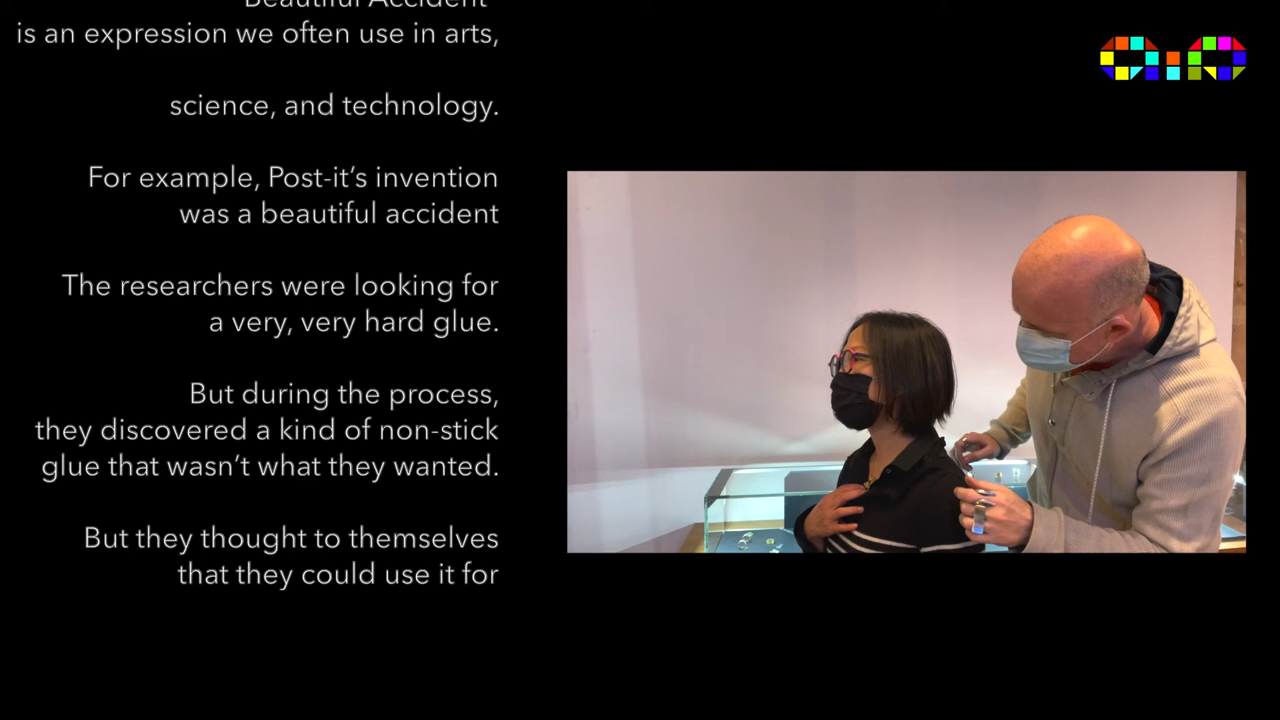 Beautiful Accident
is an expression we often use in arts,
science, and technology.
For example, Post-it’s invention
was a beautiful accident
The researchers were looking for
a very, very hard glue.
But during the process,
they discovered a kind of non-stick
glue that wasn’t what they wanted.
But they thought to themselves
that they could use it for